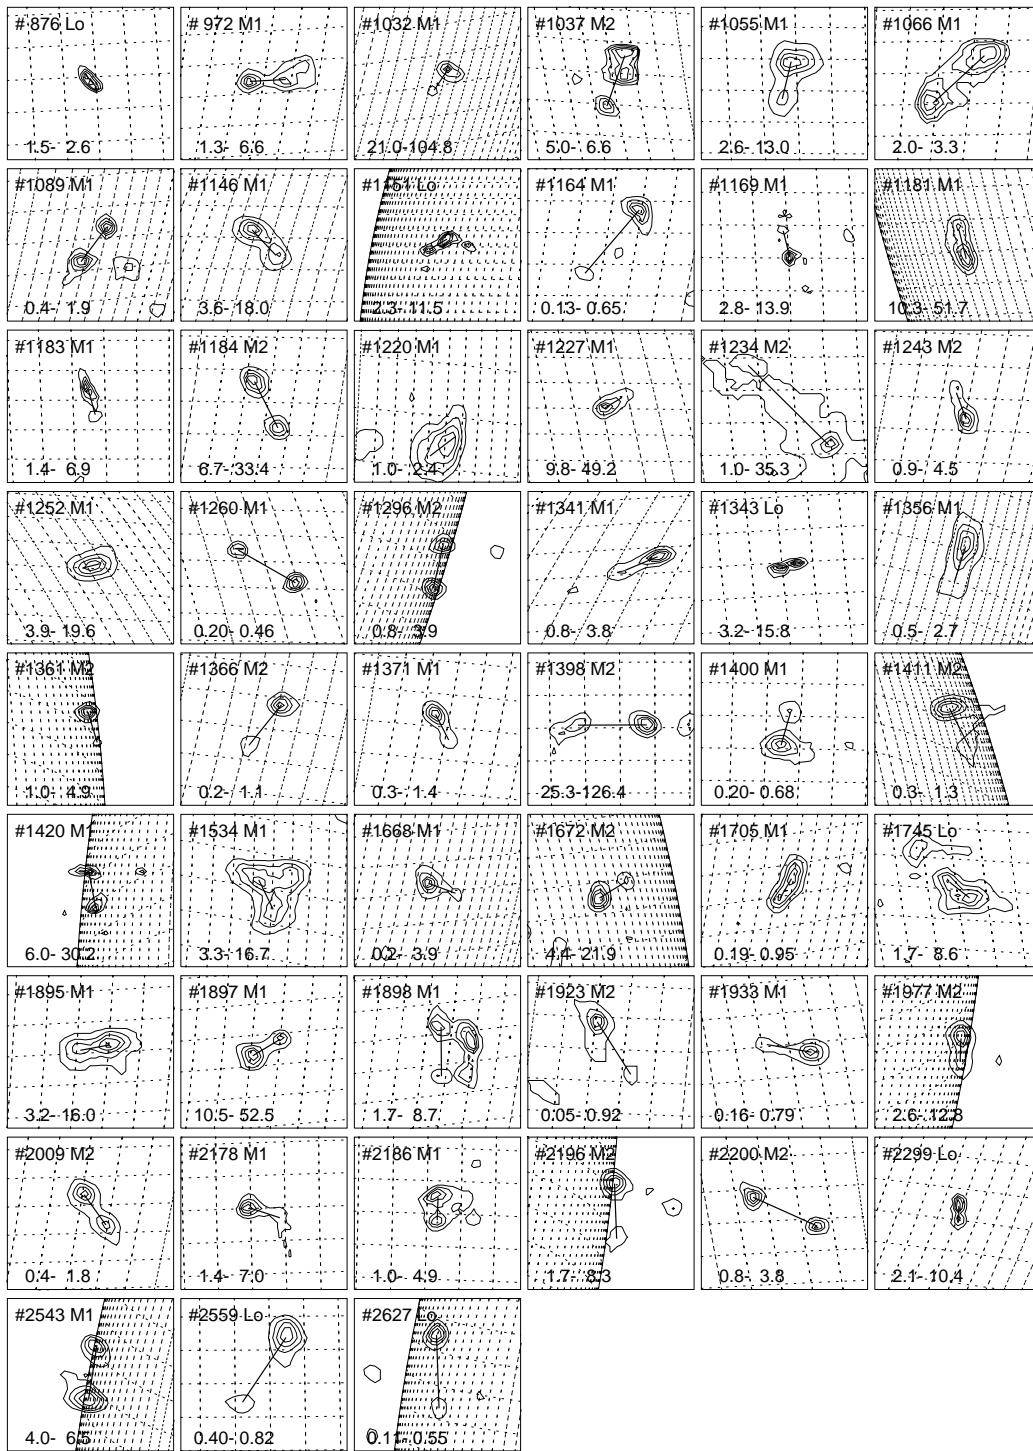 # 876 Lo
1.5- 2.6
# 972 M1
1.3- 6.6
#1032 M1
21.0-104.8
#1037 M2
5.0- 6.6
#1055 M1
2.6-13.0
#1066 M1
2.0- 3.3
#1089 M1
0.4- 1.9
#1146 M1
3.6- 18.0
#1151 Lo
2.3- 11.5
#1164 M1
0.13- 0.65
#1169 M1
2.8- 13.9
#1181 M1
10.3- 51.7
#1183 M1
1.4- 6.9
#1184 M2
6.7- 33.4
#1220 M1
1.0- 2.4
#1227 M1
9.8- 49.2
#1234 M2
1.0- 35.3
#1243 M2
0.9- 4.5
#1252 M1
3.9- 19.6
#1260 M1
0.20- 0.46
#1296 M2
0.8- 3.9
#1341 M1
0.8- 3.8
#1343 Lo
3.2- 15.8
#1356 M1
0.5- 2.7
#1361 M2
1.0- 4.9
#1366 M2
0.2- 1.1
#1371 M1
0.3- 1.4
#1398 M2
25.3-126.4
#1400 M1
0.20- 0.68
#1411 M2
0.3- 1.3
#1420 M1
6.0- 30.2
#1534 M1
3.3- 16.7
#1668 M1
0.2- 3.9
#1672 M2
4.4- 21.9
#1705 M1
0.19- 0.95
#1745 Lo
1.7- 8.6
#1895 M1
3.2- 16.0
#1897 M1
10.5- 52.5
#1898 M1
1.7- 8.7
#1923 M2
0.05- 0.92
#1933 M1
0.16- 0.79
#1977 M2
2.6- 12.8
#2009 M2
0.4- 1.8
#2178 M1
1.4- 7.0
#2186 M1
1.0- 4.9
#2196 M2
1.7- 8.3
#2200 M2
0.8- 3.8
#2299 Lo
2.1- 10.4
#2543 M1
4.0- 6.5
#2559 Lo
0.40- 0.82
#2627 Lo
0.11- 0.55